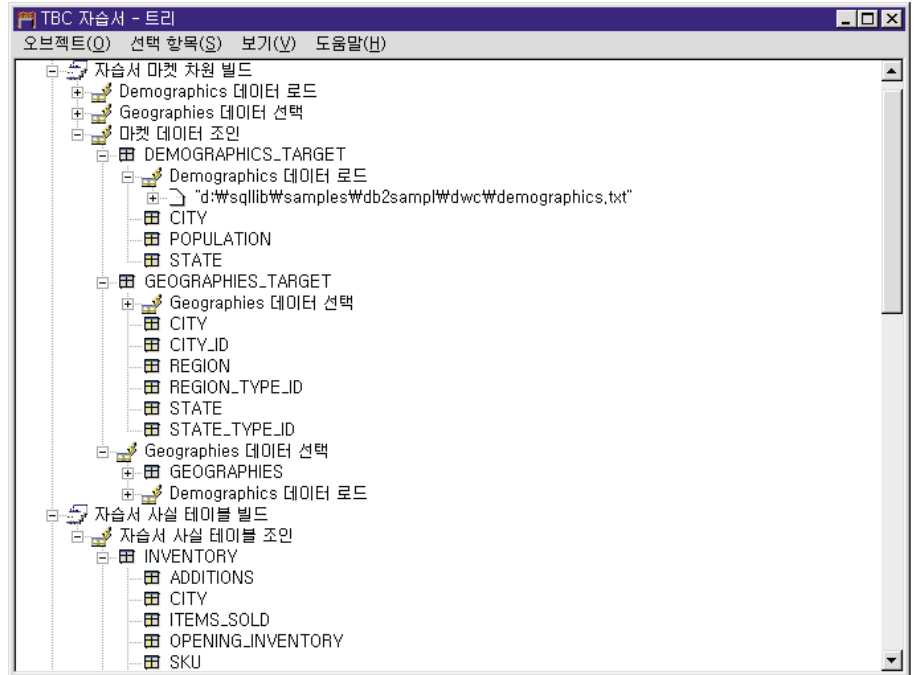 TBC 자습서 - 트리
오브젝트(O) 선택 항목(S) 보기(V) 도움말(H)
자습서 마켓 차원 빌드
Demographics 데이터 로드
Geographies 데이터 선택
마켓 데이터 조인
DEMOGRAPHICS_TARGET
Demographics 데이터 로드
"d:₩sqllib₩samples₩db2sampl₩dwc₩demographics,txt"
CITY
POPULATION
STATE
GEOGRAPHIES_TARGET
Geographies 데이터 선택
CITY
CITY_ID
REGION
REGION_TYPE_ID
STATE
STATE_TYPE_ID
Geographies 데이터 선택
GEOGRAPHIES
Demographics 데이터 로드
자습서 사실 테이블 빌드
자습서 사실 테이블 조인
INVENTORY
ADDITIONS
CITY
ITEMS_SOLD
OPENING_INVENTORY
SKU